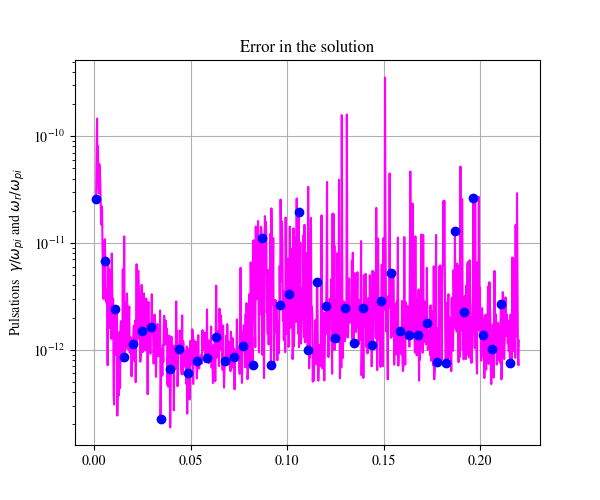 Error in the solution
Pulsations γ/ω_pi and ω_r/ω_pi
10^−10
10^−11
10^−12
0.00 0.05 0.10 0.15 0.20